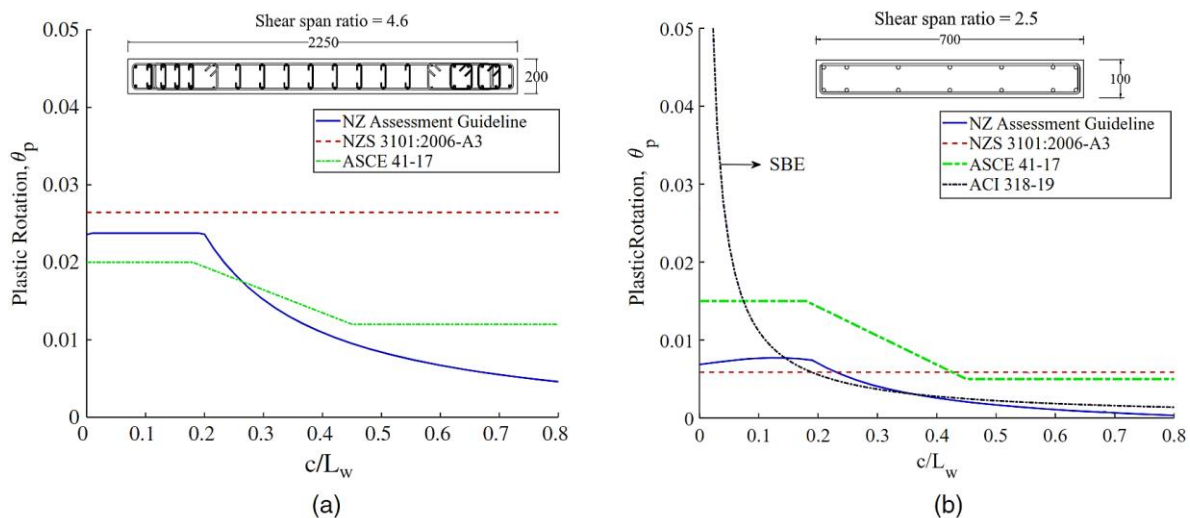 Shear span ratio = 4.6
2250
200
NZ Assessment Guideline
NZS 3101:2006-A3
ASCE 41-17
Plastic Rotation, θp
0.05
0.04
0.03
0.02
0.01
0
0 0.1 0.2 0.3 0.4 0.5 0.6 0.7 0.8
c/Lw
(a)
Shear span ratio = 2.5
700
100
NZ Assessment Guideline
NZS 3101:2006-A3
ASCE 41-17
ACI 318-19
SBE
PlasticRotation, θp
0.05
0.04
0.03
0.02
0.01
0
0 0.1 0.2 0.3 0.4 0.5 0.6 0.7 0.8
c/Lw
(b)